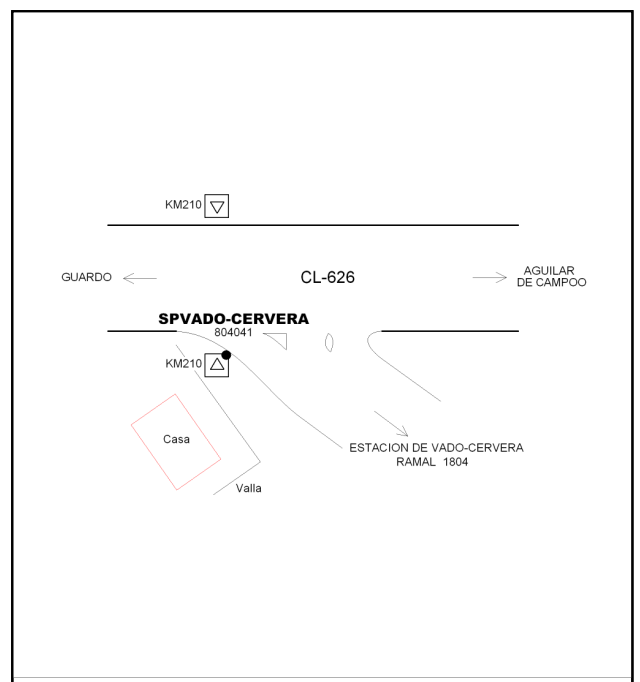 KM210
GUARDO
CL-626
AGUILAR
DE CAMPOO
SPVADO-CERVERA
804041
KM210
Casa
ESTACION DE VADO-CERVERA
RAMAL 1804
Valla